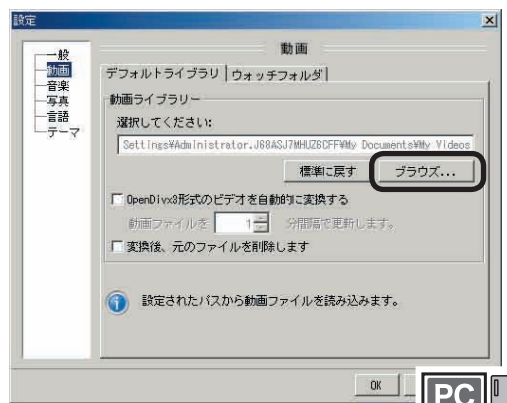 設定
一般
動画
音楽
写真
言語
テーマ
動画
デフォルトライブラリ ウォッチフォルダ
動画ライブラリー
選択してください:
Settings¥Administrator.J68ASJ7MHUZ6CFF¥My Documents¥My Videos
標準に戻す ブラウズ...
OpenDivx3形式のビデオを自動的に変換する
動画ファイルを 1 分間隔で更新します。
変換後、元のファイルを削除します
設定されたパスから動画ファイルを読み込みます。
OK
PC